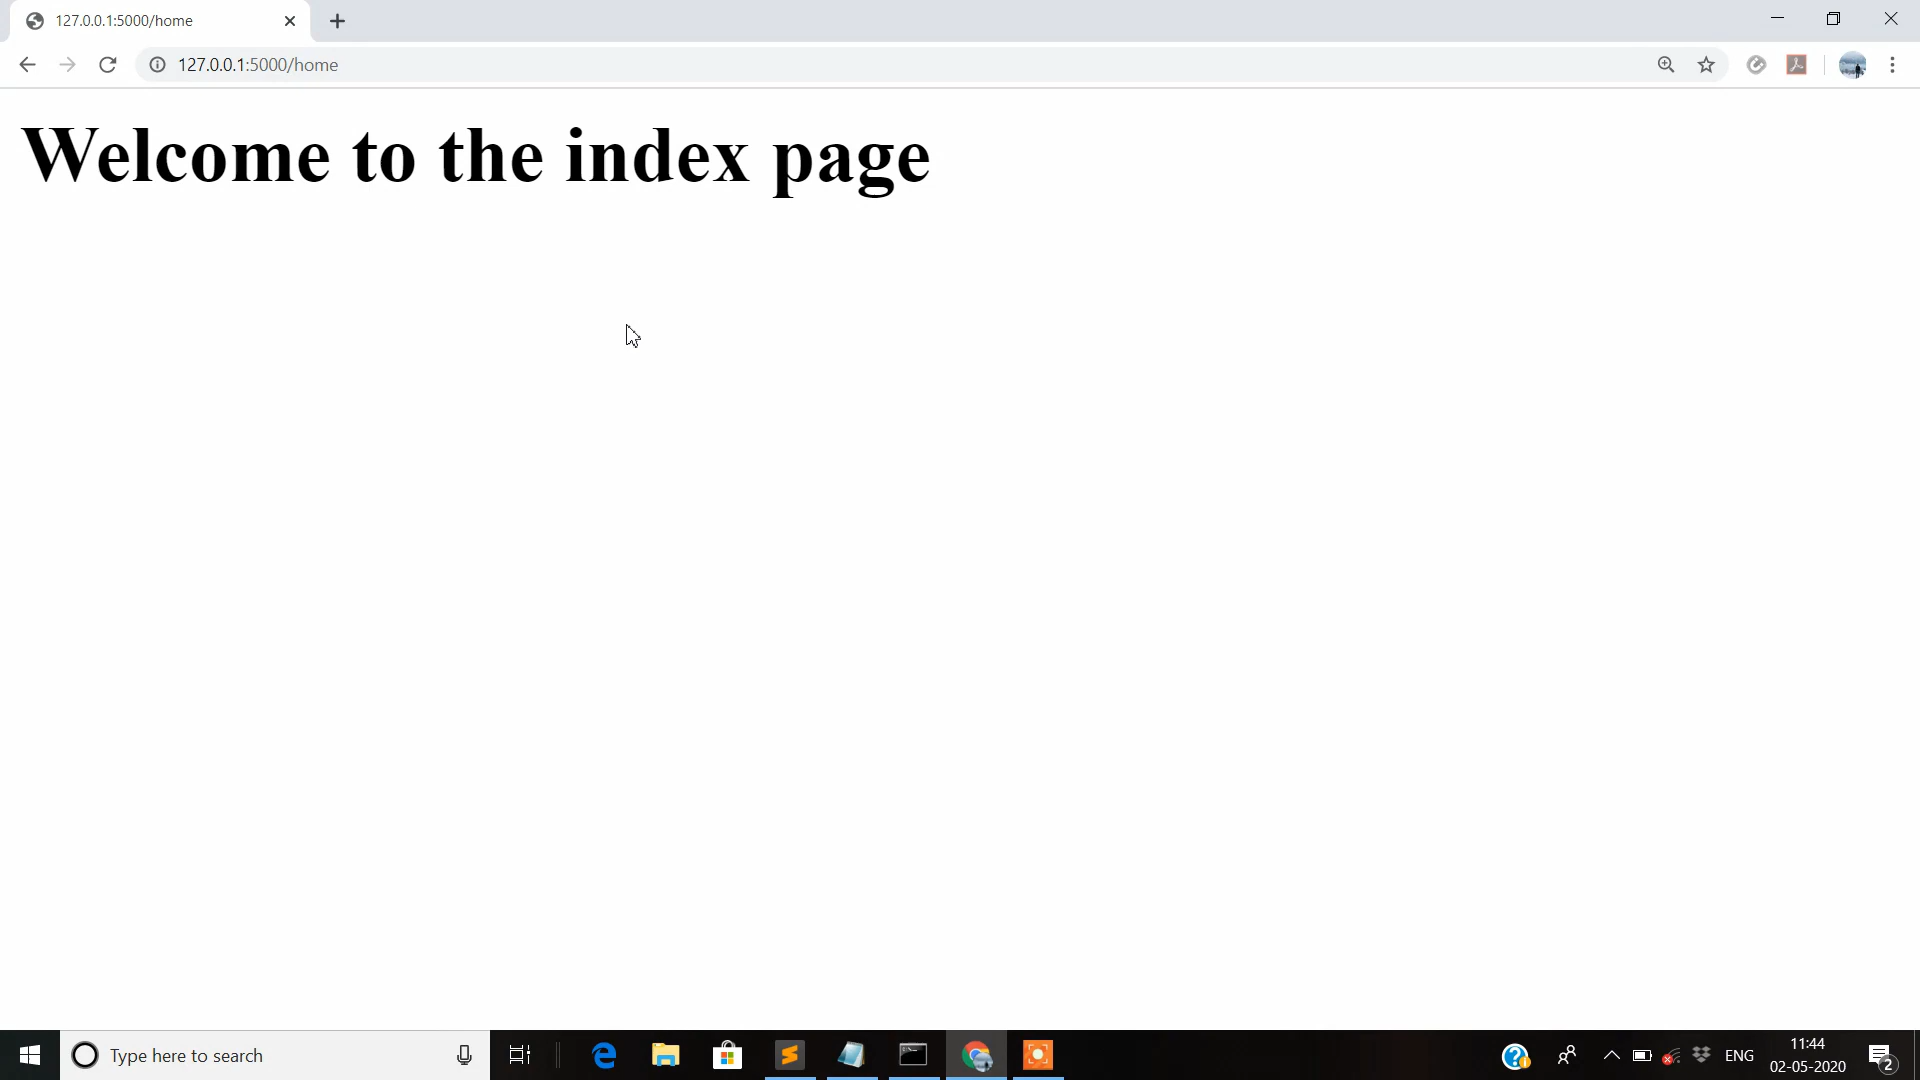 127.0.0.1:5000/home
127.0.0.1:5000/home
Welcome to the index page
Type here to search
ENG
11:44
02-05-2020
2